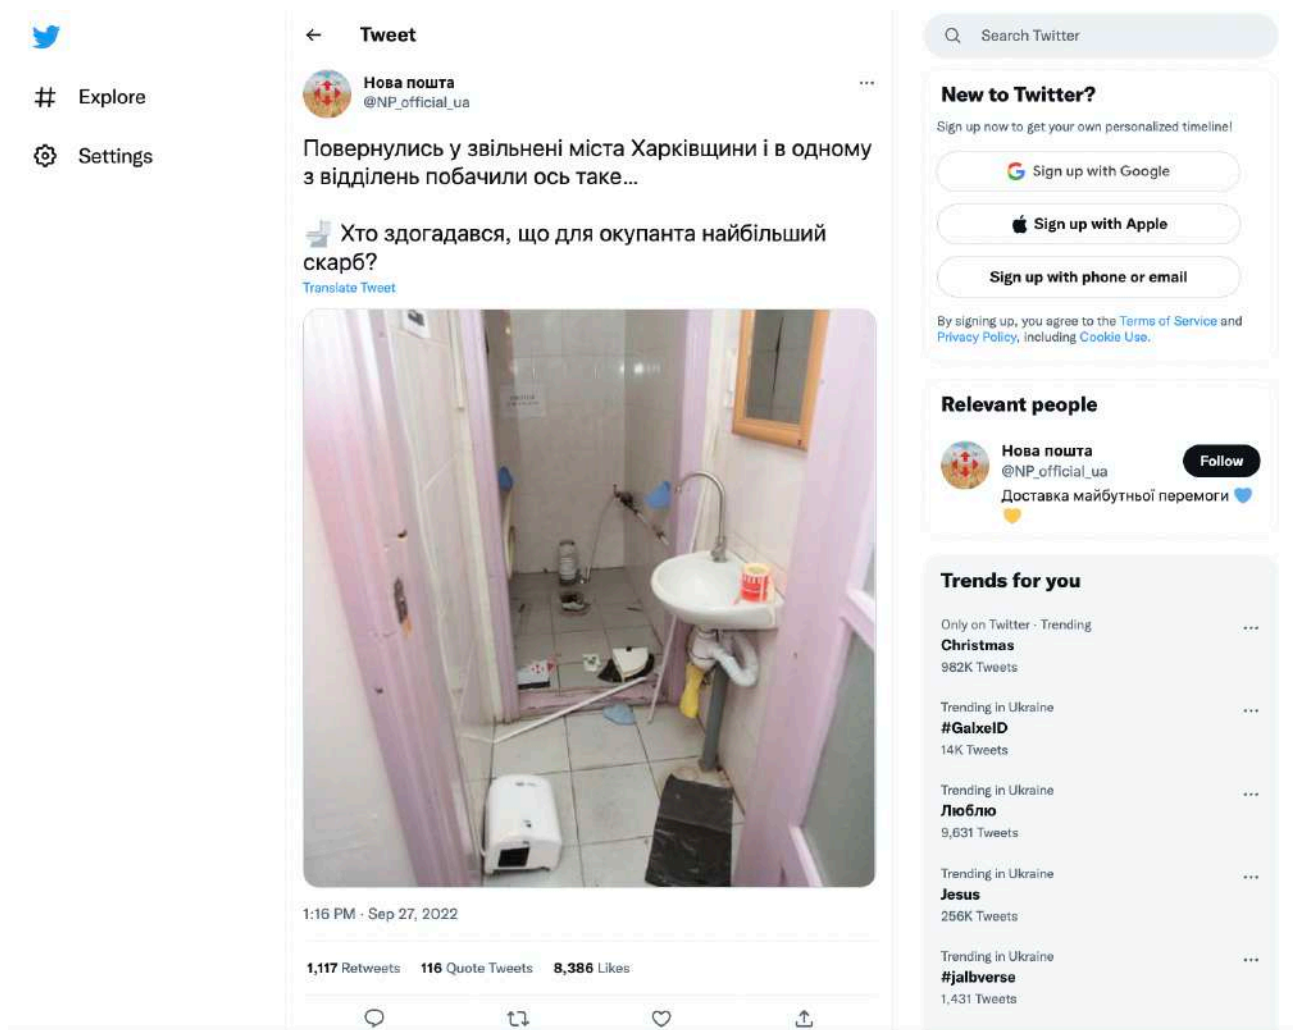 Tweet
Explore
Settings
Нова пошта
@NP_official_ua
Повернулись у звільнені міста Харківщини і в одному
з відділень побачили ось таке...
Хто здогадався, що для окупанта найбільший
скарб?
Translate Tweet
1:16 PM · Sep 27, 2022
1,117 Retweets 116 Quote Tweets 8,386 Likes
Search Twitter
New to Twitter?
Sign up now to get your own personalized timeline!
Sign up with Google
Sign up with Apple
Sign up with phone or email
By signing up, you agree to the Terms of Service and
Privacy Policy, including Cookie Use.
Relevant people
Нова пошта
@NP_official_ua
Follow
Доставка майбутньої перемоги
Trends for you
Only on Twitter · Trending
Christmas
982K Tweets
Trending in Ukraine
#GalxeID
14K Tweets
Trending in Ukraine
Люблю
9,631 Tweets
Trending in Ukraine
Jesus
256K Tweets
Trending in Ukraine
#jalbverse
1,431 Tweets